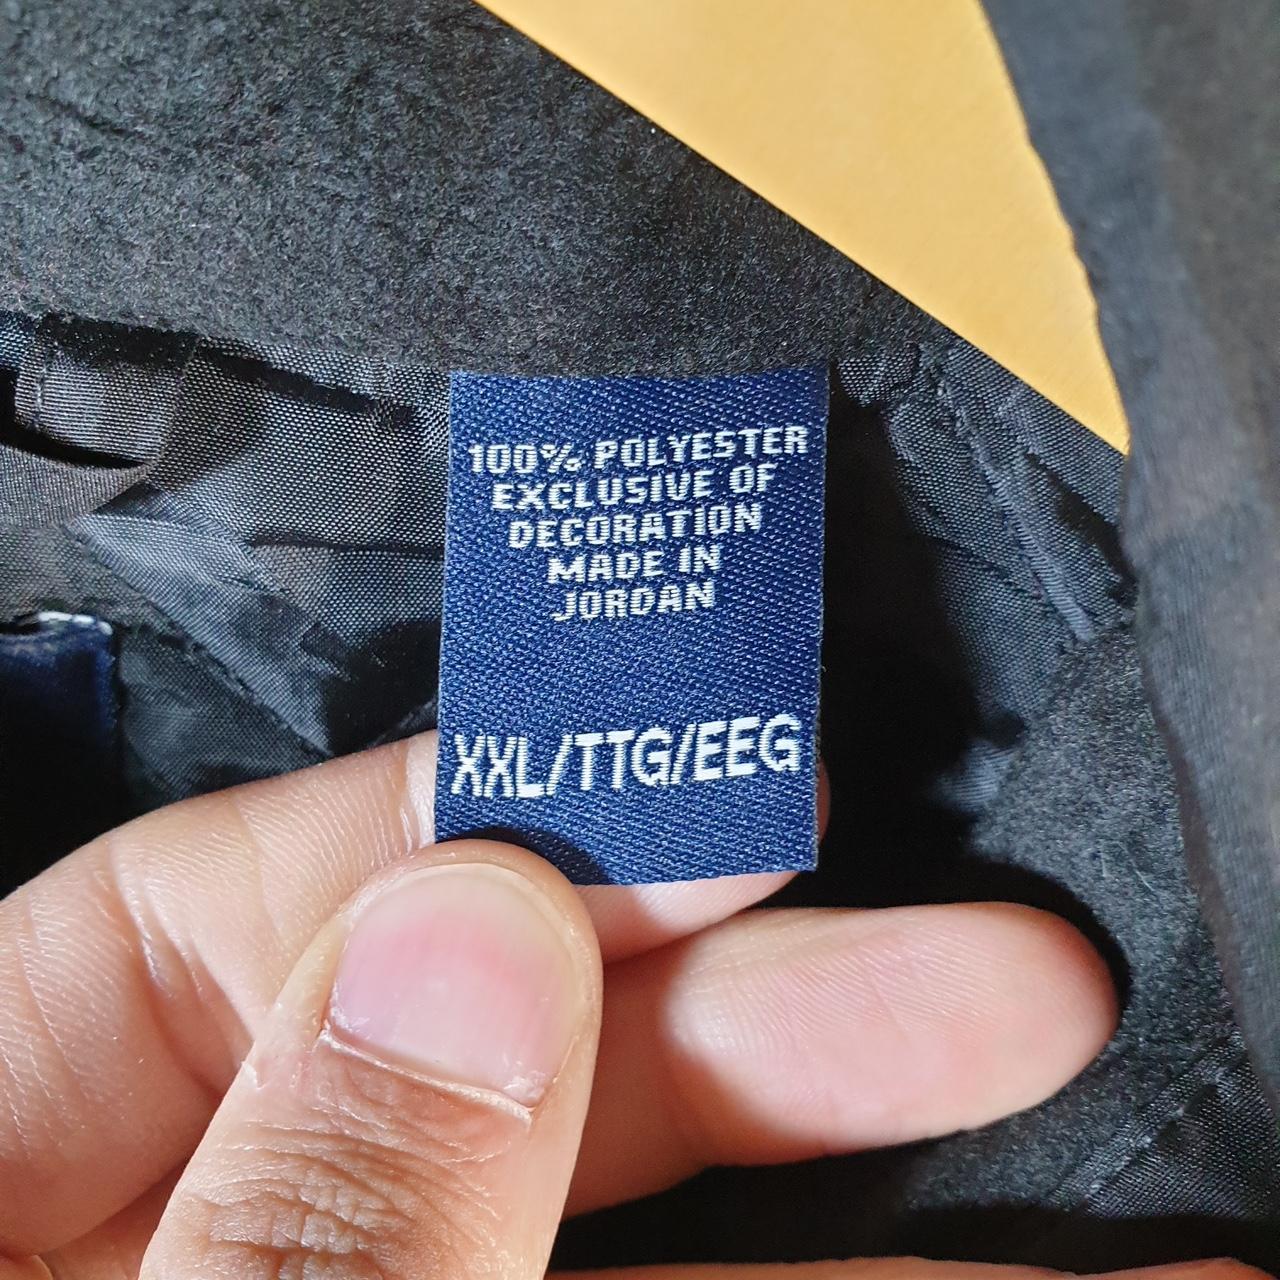 100% POLYESTER
EXCLUSIVE OF
DECORATION
MADE IN
JORDAN
XXL/TTG/EEG